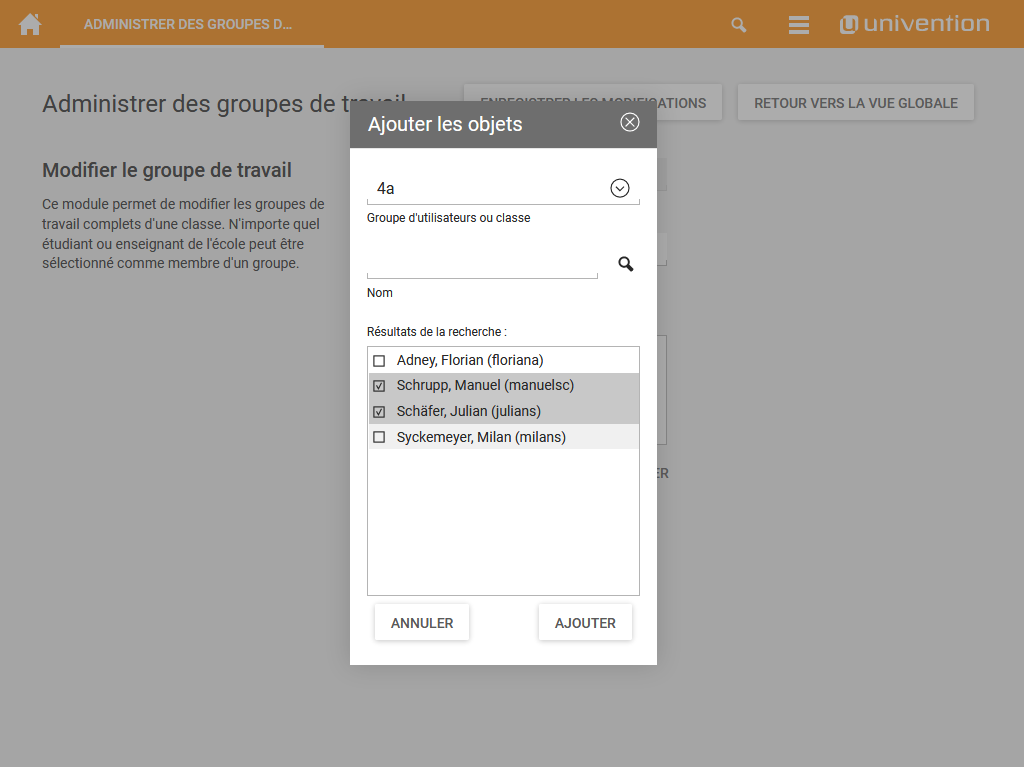 ADMINISTRER DES GROUPES D...
univention
Administrer des groupes de travail
ENREGISTRER LES MODIFICATIONS
RETOUR VERS LA VUE GLOBALE
Ajouter les objets
Modifier le groupe de travail
Ce module permet de modifier les groupes de
travail complets d'une classe. N'importe quel
étudiant ou enseignant de l'école peut être
sélectionné comme membre d'un groupe.
4a
Groupe d'utilisateurs ou classe
Nom
Résultats de la recherche :
Adney, Florian (floriana)
Schrupp, Manuel (manuelsc)
Schäfer, Julian (julians)
Syckemeyer, Milan (milans)
ER
ANNULER
AJOUTER